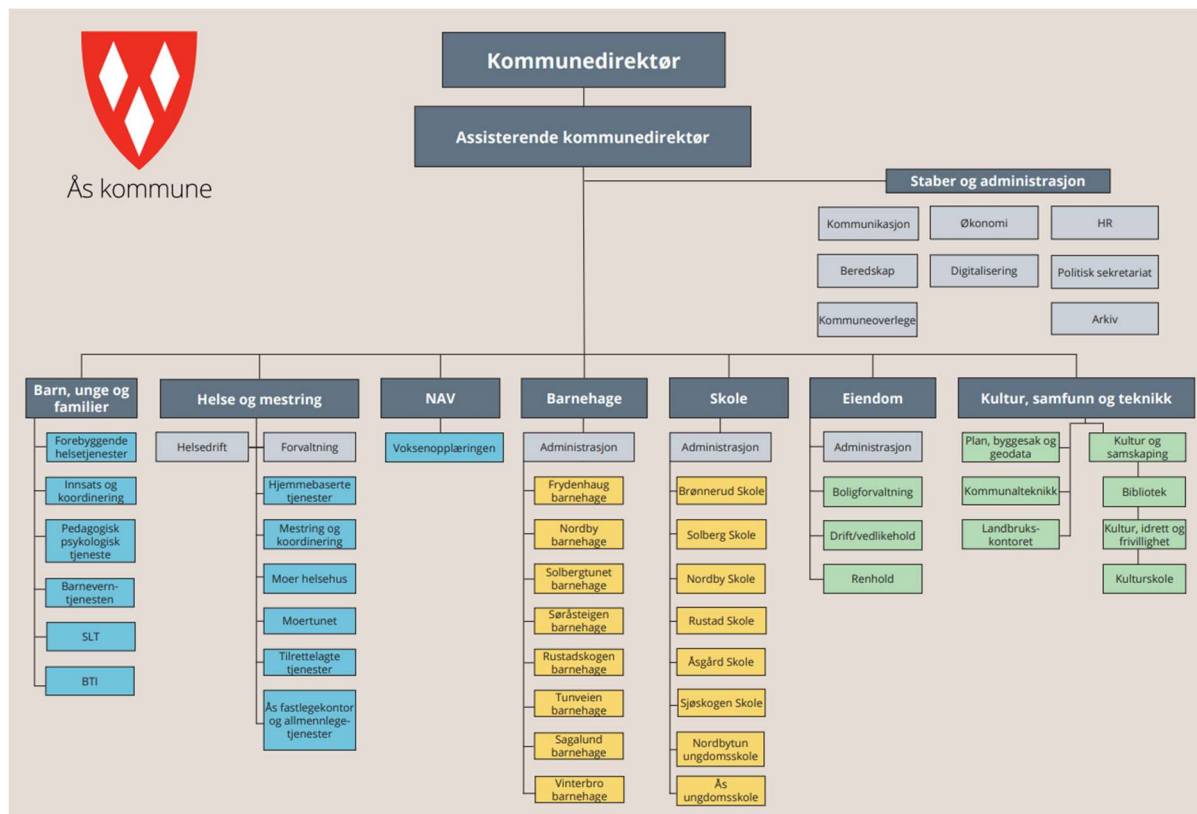 Ås kommune
Kommunedirektør
Assisterende kommunedirektør
Staber og administrasjon
Kommunikasjon
Økonomi
HR
Beredskap
Digitalisering
Politisk sekretariat
Kommuneoverlege
Arkiv
Barn, unge og
familier
Forebyggende
helsetjenester
Innsats og
koordinering
Pedagogisk
psykologisk
tjeneste
Barnevern-
tjenesten
SLT
BTI
Helse og mestring
Helsedrift
Forvaltning
Hjemmebaserte
tjenester
Mestring og
koordinering
Moer helsehus
Moertunet
Tilrettelagte
tjenester
Ås fastlegekontor
og allmennlege-
tjenester
NAV
Voksenopplæringen
Barnehage
Administrasjon
Frydenhaug
barnehage
Nordby
barnehage
Solbergtunet
barnehage
Søråsteigen
barnehage
Rustadskogen
barnehage
Tunveien
barnehage
Sagalund
barnehage
Vinterbro
barnehage
Skole
Administrasjon
Brønnerud Skole
Solberg Skole
Nordby Skole
Rustad Skole
Åsgård Skole
Sjøskogen Skole
Nordbytun
ungdomsskole
Ås
ungdomsskole
Eiendom
Administrasjon
Boligforvaltning
Drift/vedlikehold
Renhold
Kultur, samfunn og teknikk
Plan, byggesak og
geodata
Kommunalteknikk
Landbruks-
kontoret
Kultur og
samskaping
Bibliotek
Kultur, idrett og
frivillighet
Kulturskole